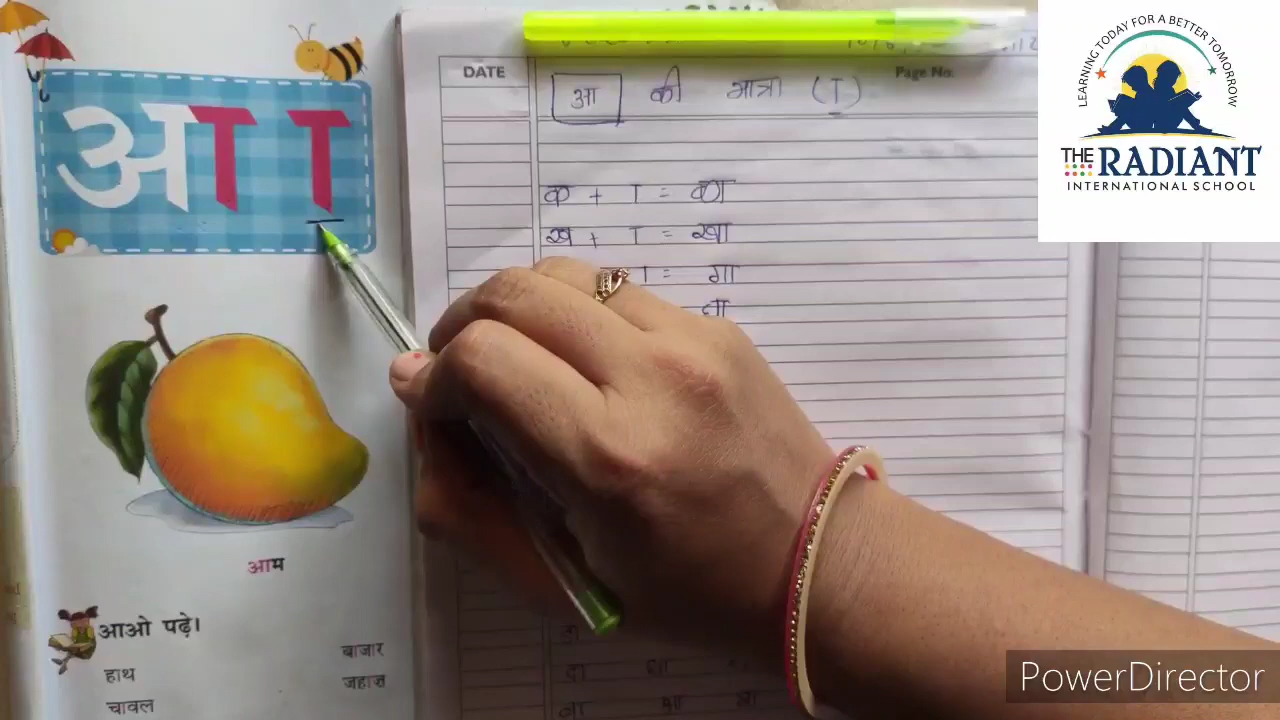 आ ा
आम
आओ पढ़ें।
हाथ बाजार
चावल जहाज़
DATE
Page No.
आ की मात्रा (ा)
क + ा = का
ख + ा = खा
ा = गा
घा
LEARNING TODAY FOR A BETTER TOMORROW
THE RADIANT
INTERNATIONAL SCHOOL
PowerDirector